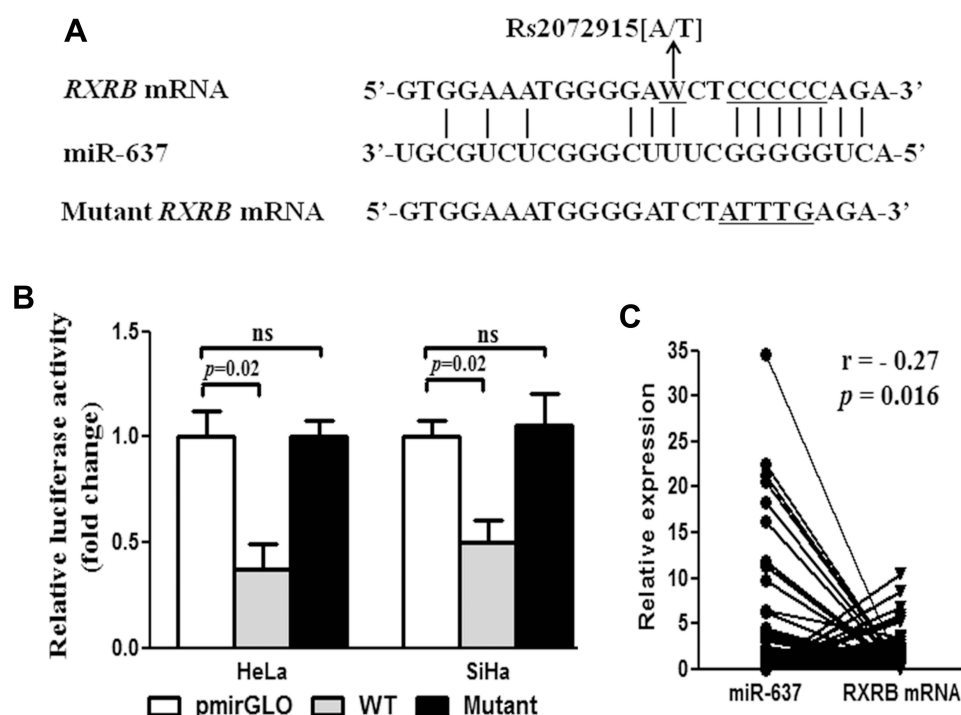 A
Rs2072915[A/T]
RXRB mRNA 5’-GTGGAAATGGGGAWCTCCCCCAGA-3’
miR-637 3’-UGCGUCUCGGGCUUUCGGGGGUCA-5’
Mutant RXRB mRNA 5’-GTGGAAATGGGGATCTATTTGAGA-3’
B
Relative luciferase activity
(fold change)
1.5
1.0
0.5
0.0
ns
p=0.02
ns
p=0.02
HeLa SiHa
pmirGLO WT Mutant
C
Relative expression
35
30
25
20
15
10
5
0
r = - 0.27
p = 0.016
miR-637 RXRB mRNA